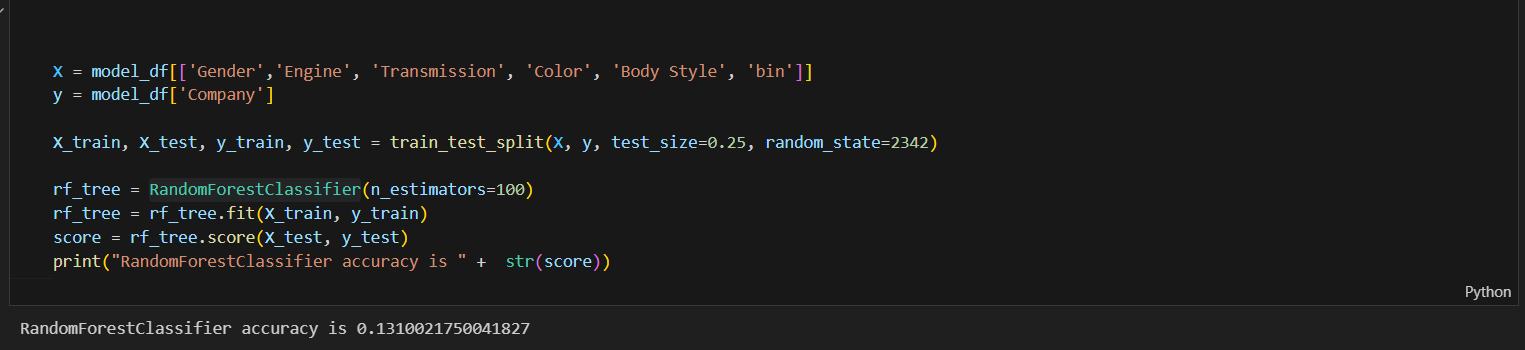 X = model_df[['Gender','Engine', 'Transmission', 'Color', 'Body Style', 'bin']]
y = model_df['Company']
X_train, X_test, y_train, y_test = train_test_split(X, y, test_size=0.25, random_state=2342)
rf_tree = RandomForestClassifier(n_estimators=100)
rf_tree = rf_tree.fit(X_train, y_train)
score = rf_tree.score(X_test, y_test)
print("RandomForestClassifier accuracy is " +  str(score))
Python
RandomForestClassifier accuracy is 0.1310021750041827